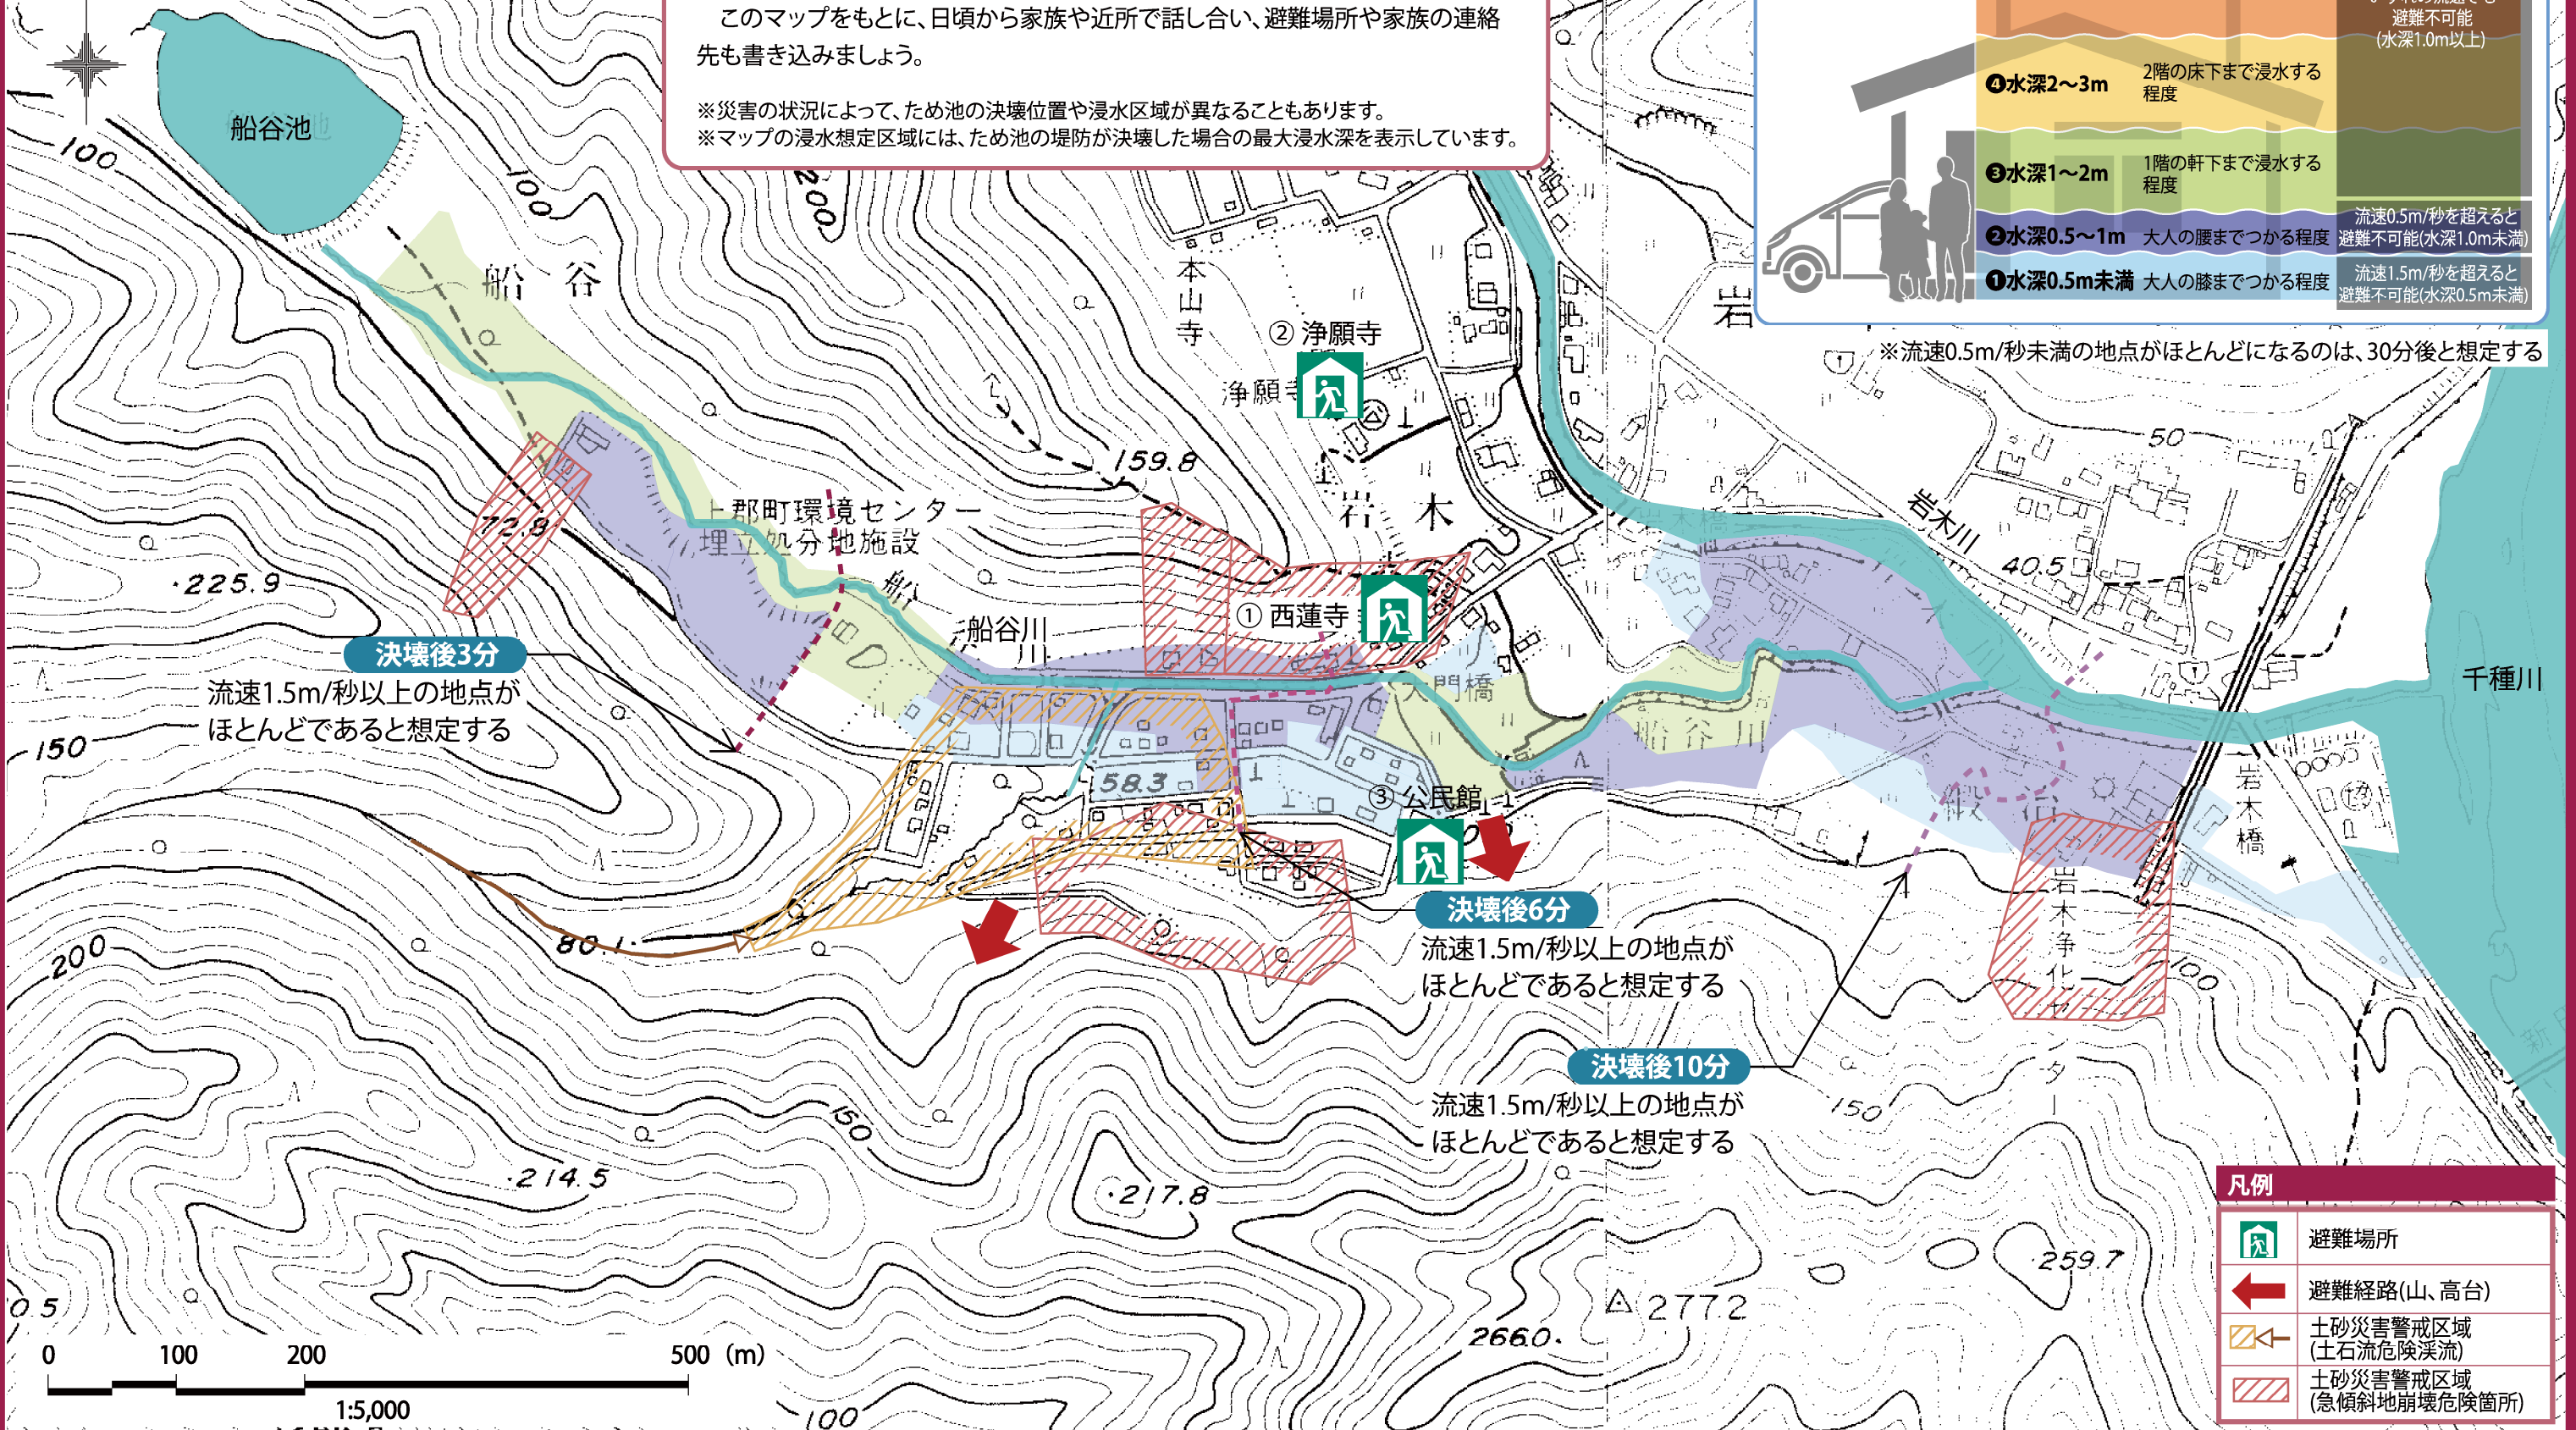 このマップをもとに、日頃から家族や近所で話し合い、避難場所や家族の連絡
先も書き込みましょう。
※災害の状況によって、ため池の決壊位置や浸水区域が異なることもあります。
※マップの浸水想定区域には、ため池の堤防が決壊した場合の最大浸水深を表示しています。
避難不可能
(水深1.0m以上)
❹水深2〜3m 2階の床下まで浸水する
程度
❸水深1〜2m 1階の軒下まで浸水する
程度
❷水深0.5〜1m 大人の腰までつかる程度
流速0.5m/秒を超えると
避難不可能(水深1.0m未満)
❶水深0.5m未満 大人の膝までつかる程度
流速1.5m/秒を超えると
避難不可能(水深0.5m未満)
※流速0.5m/秒未満の地点がほとんどになるのは、30分後と想定する
船谷池
100
100
200
船谷
本山寺
② 浄願寺
浄願寺
岩
159.8
岩木
50
岩木川
40.5
72.8
上郡町環境センター
埋立処分地施設
225.9
船
船谷川
① 西蓮寺
大門橋
船谷川
千種川
決壊後3分
流速1.5m/秒以上の地点が
ほとんどであると想定する
150
58.3
③ 公民館
岩木橋
岩木浄化センター
80.1
200
決壊後6分
流速1.5m/秒以上の地点が
ほとんどであると想定する
100
決壊後10分
流速1.5m/秒以上の地点が
ほとんどであると想定する
150
150
214.5
217.8
259.7
277.2
266.0
0.5
100
0 100 200 500 (m)
1:5,000
凡例
避難場所
避難経路(山、高台)
土砂災害警戒区域
(土石流危険渓流)
土砂災害警戒区域
(急傾斜地崩壊危険箇所)